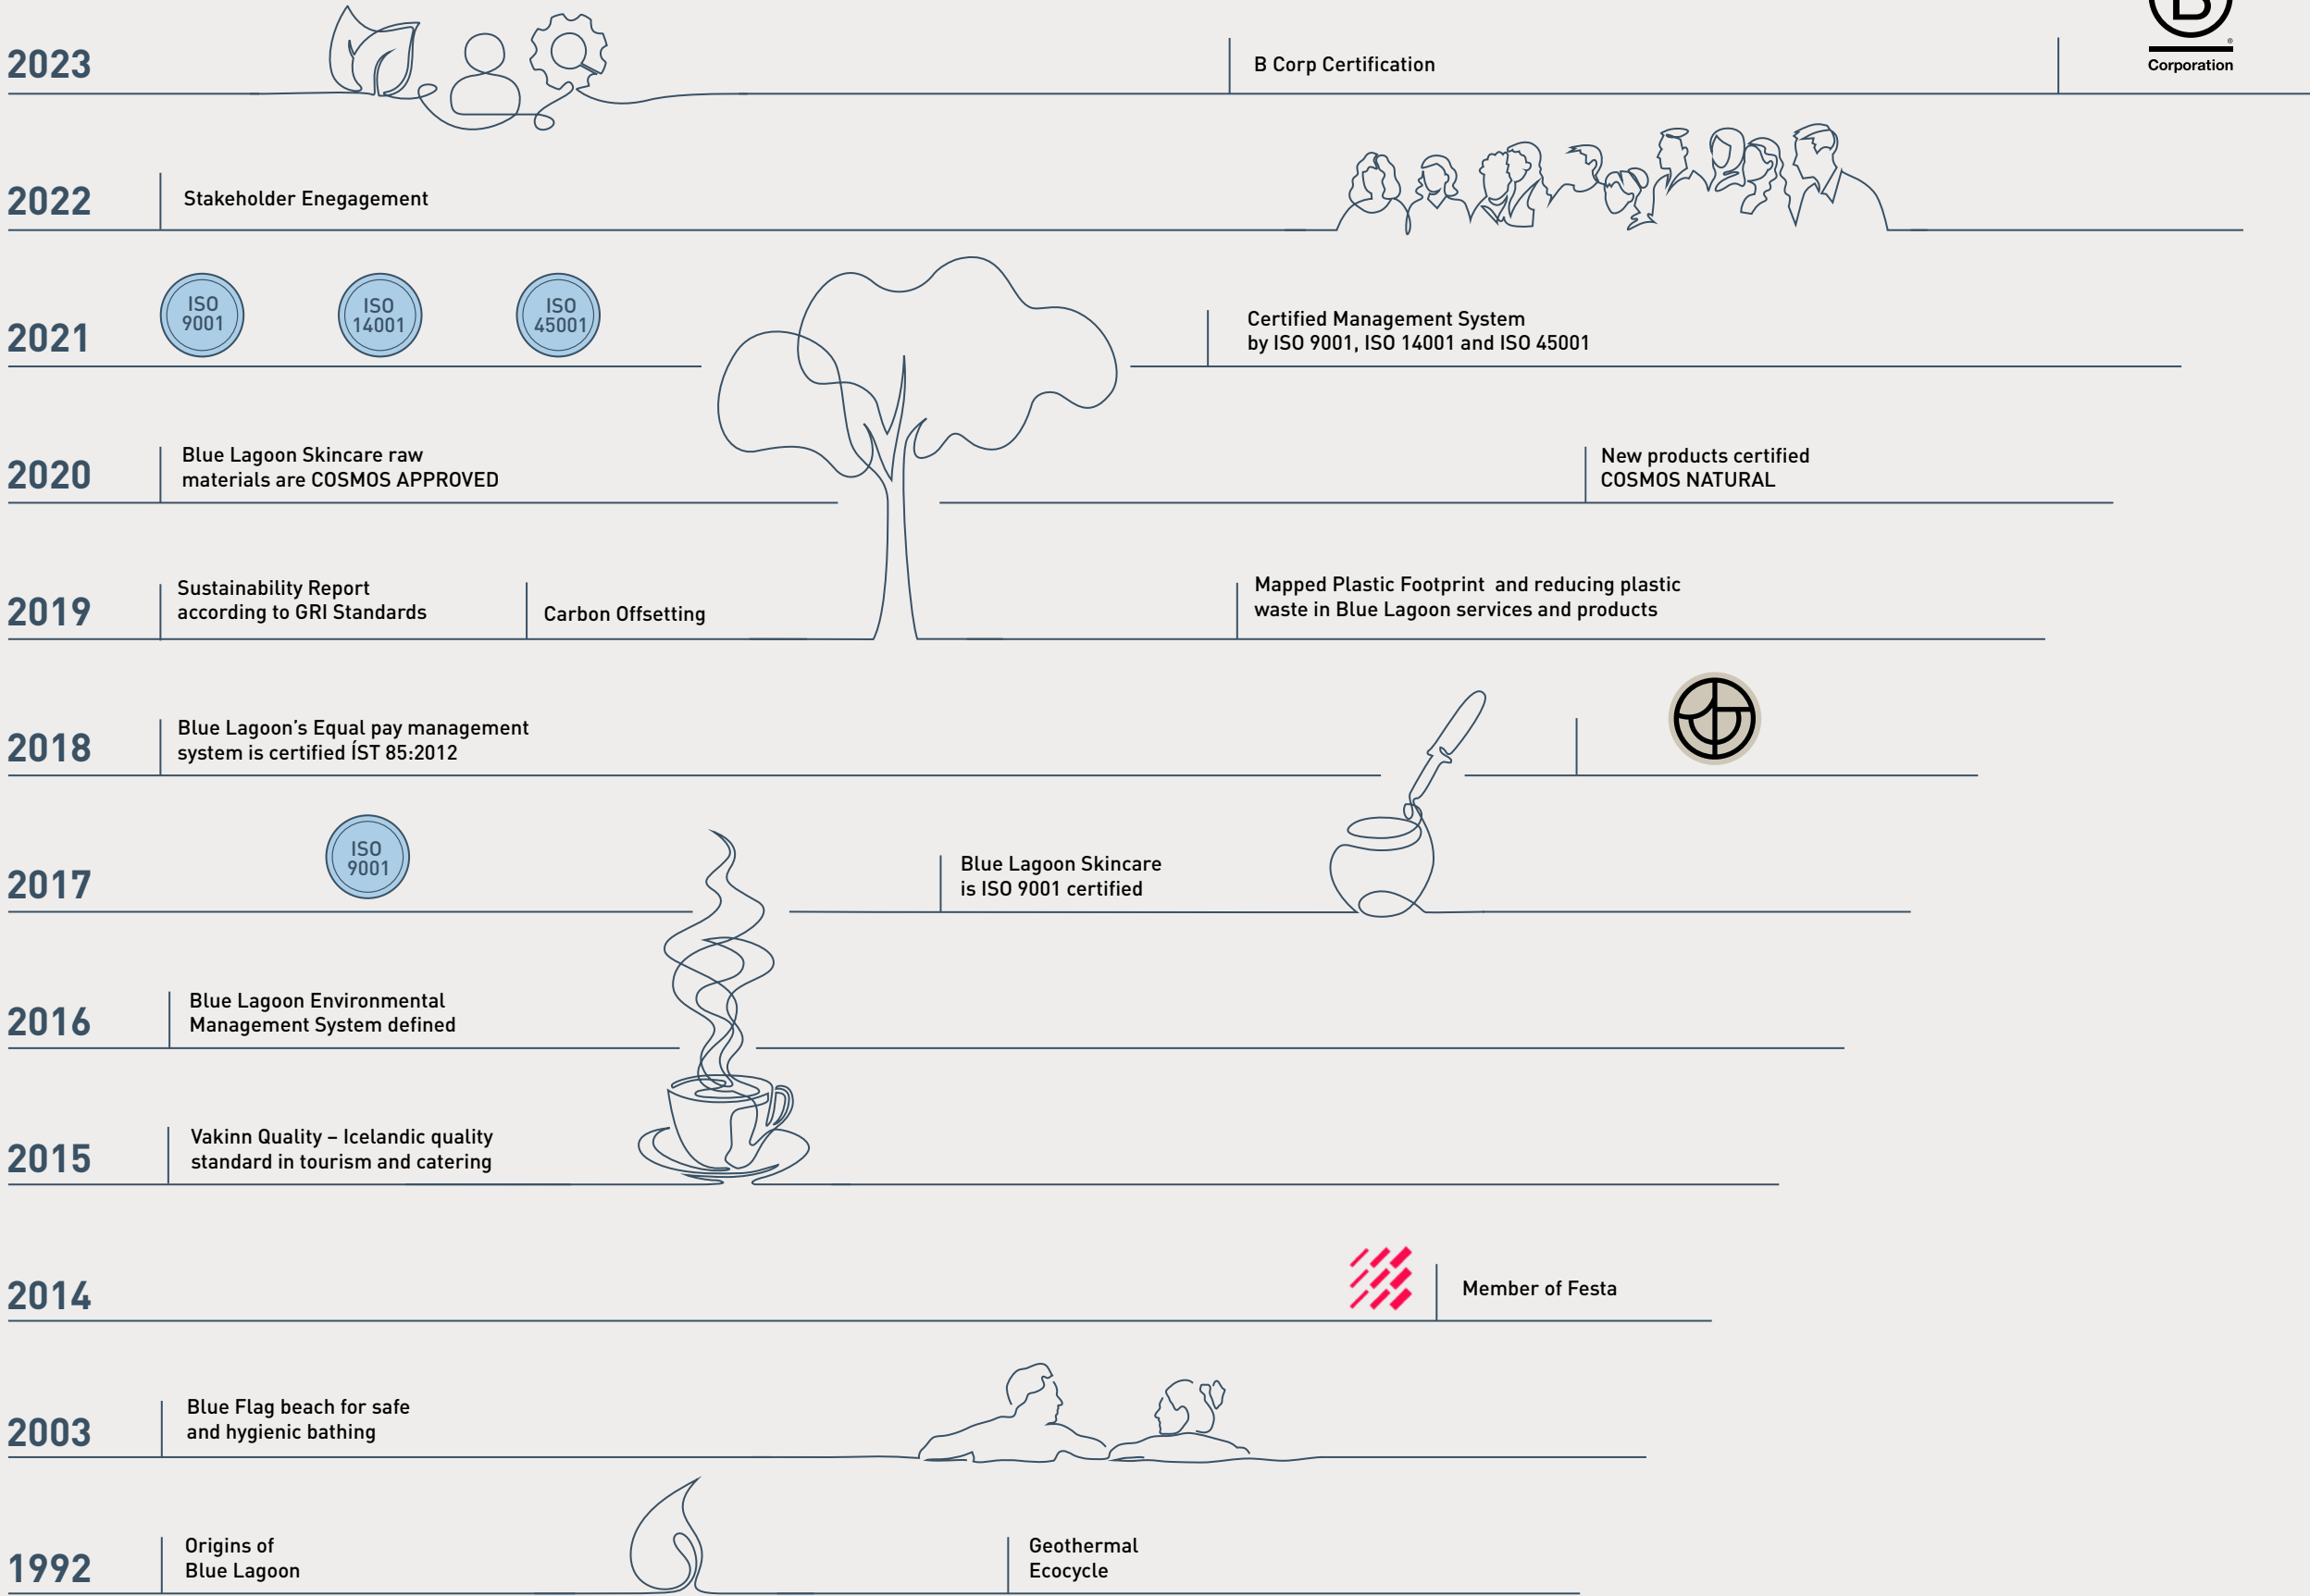 2023
B Corp Certification
B
®
Corporation
2022
Stakeholder Enegagement
2021
ISO
9001
ISO
14001
ISO
45001
Certified Management System
by ISO 9001, ISO 14001 and ISO 45001
2020
Blue Lagoon Skincare raw
materials are COSMOS APPROVED
New products certified
COSMOS NATURAL
2019
Sustainability Report
according to GRI Standards
Carbon Offsetting
Mapped Plastic Footprint and reducing plastic
waste in Blue Lagoon services and products
2018
Blue Lagoon’s Equal pay management
system is certified ÍST 85:2012
2017
ISO
9001
Blue Lagoon Skincare
is ISO 9001 certified
2016
Blue Lagoon Environmental
Management System defined
2015
Vakinn Quality – Icelandic quality
standard in tourism and catering
2014
Member of Festa
2003
Blue Flag beach for safe
and hygienic bathing
1992
Origins of
Blue Lagoon
Geothermal
Ecocycle